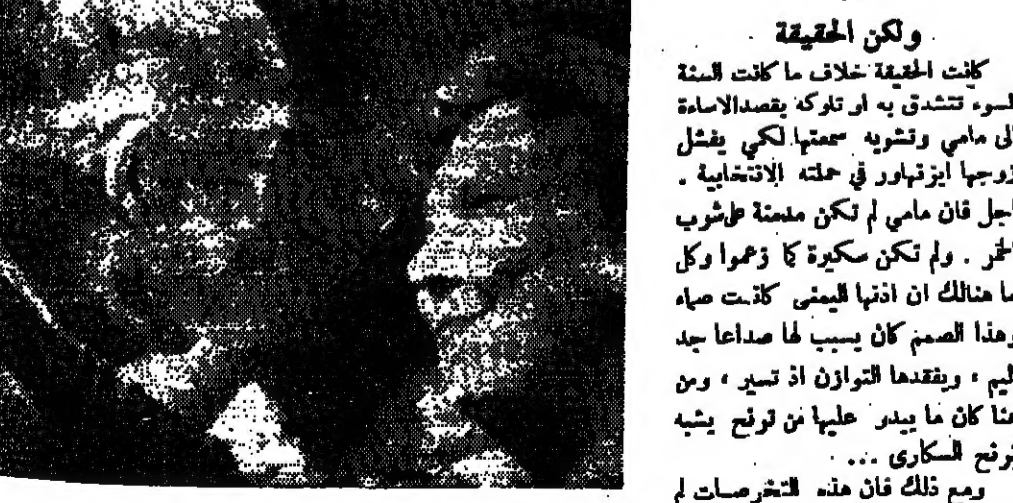 ولكن الحقيقة
كانت الحقيقة خلاف ما كانت السنة
السوء تتشدق به او تلوكه بقصد الاساءة
الى مامي وتشويه سمعتها لكي يفشل
زوجها ايزنهاور في حملته الانتخابية .
اجل فان مامي لم تكن مدمنة على شرب
الخمر . ولم تكن سكيرة كما زعموا وكل
ما هنالك ان اذنها اليمنى كانت صماء
وهذا الصمم كان يسبب لها صداعا جد
اليم ، ويفقدها التوازن اذ تسير ، ومن
هنا كان ما يبدو عليها من ترنح يشبه
ترنح السكارى ...
ومع ذلك فان هذه التخرصات لم